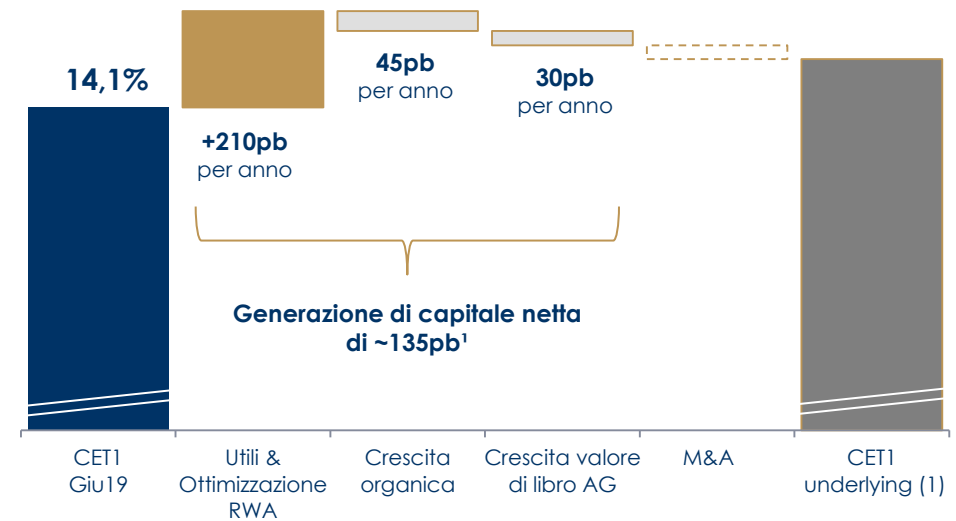 14,1%
+210pb
per anno
45pb
per anno
30pb
per anno
Generazione di capitale netta
di ~135pb¹
CET1
Giu19
Utili &
Ottimizzazione
RWA
Crescita
organica
Crescita valore
di libro AG
M&A
CET1
underlying (1)